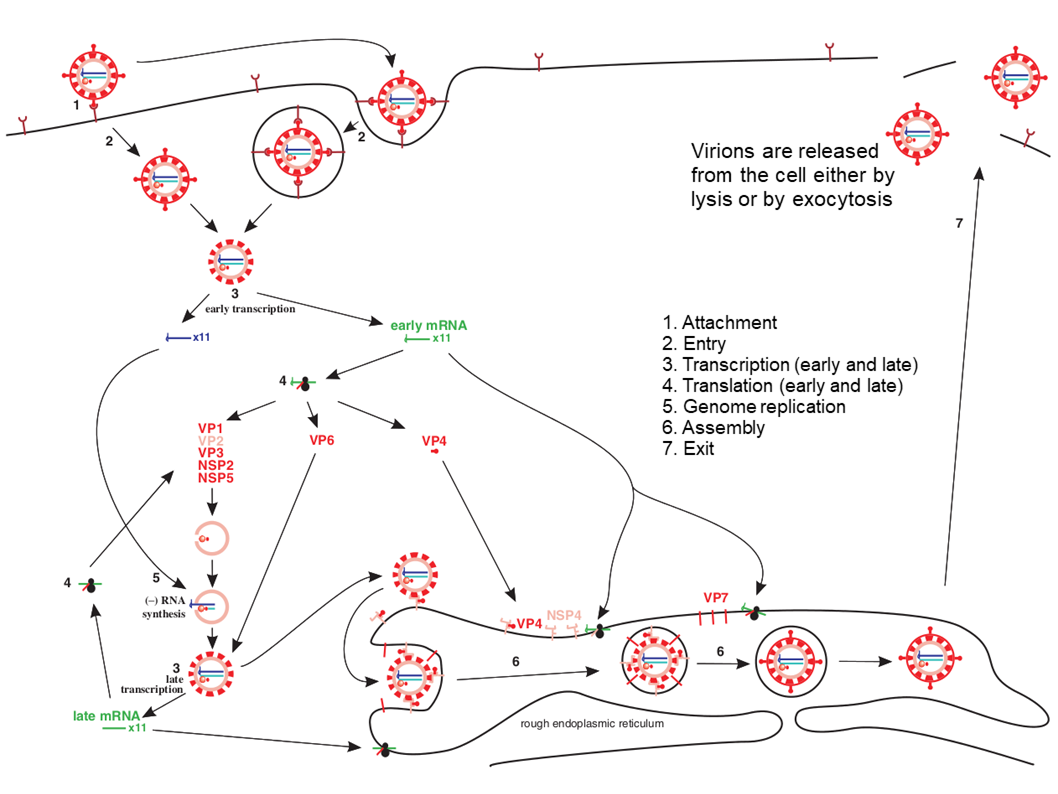 1
2
2
Virions are released
from the cell either by
lysis or by exocytosis
7
3
early transcription
x11
early mRNA
x11
1. Attachment
2. Entry
3. Transcription (early and late)
4. Translation (early and late)
5. Genome replication
6. Assembly
7. Exit
4
VP1
VP2
VP3
NSP2
NSP5
VP6
VP4
4
5
(–) RNA
synthesis
VP4
NSP4
VP7
6
6
3
late
transcription
late mRNA
x11
rough endoplasmic reticulum